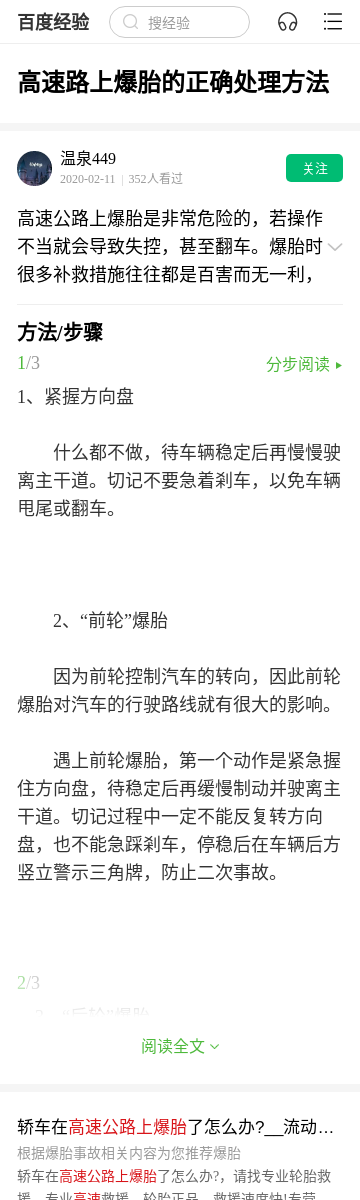 百度经验
搜经验
高速路上爆胎的正确处理方法
温泉449
2020-02-11 | 352人看过
关注
高速公路上爆胎是非常危险的，若操作
不当就会导致失控，甚至翻车。爆胎时
很多补救措施往往都是百害而无一利，
方法/步骤
1/3
分步阅读
1、紧握方向盘
什么都不做，待车辆稳定后再慢慢驶
离主干道。切记不要急着刹车，以免车辆
甩尾或翻车。
2、“前轮”爆胎
因为前轮控制汽车的转向，因此前轮
爆胎对汽车的行驶路线就有很大的影响。
遇上前轮爆胎，第一个动作是紧急握
住方向盘，待稳定后再缓慢制动并驶离主
干道。切记过程中一定不能反复转方向
盘，也不能急踩刹车，停稳后在车辆后方
竖立警示三角牌，防止二次事故。
2/3
3、“后轮”爆胎
阅读全文
轿车在高速公路上爆胎了怎么办?__流动…
根据爆胎事故相关内容为您推荐爆胎
轿车在高速公路上爆胎了怎么办?，请找专业轮胎救
援，专业高速救援，轮胎正品，救援速度快!专营